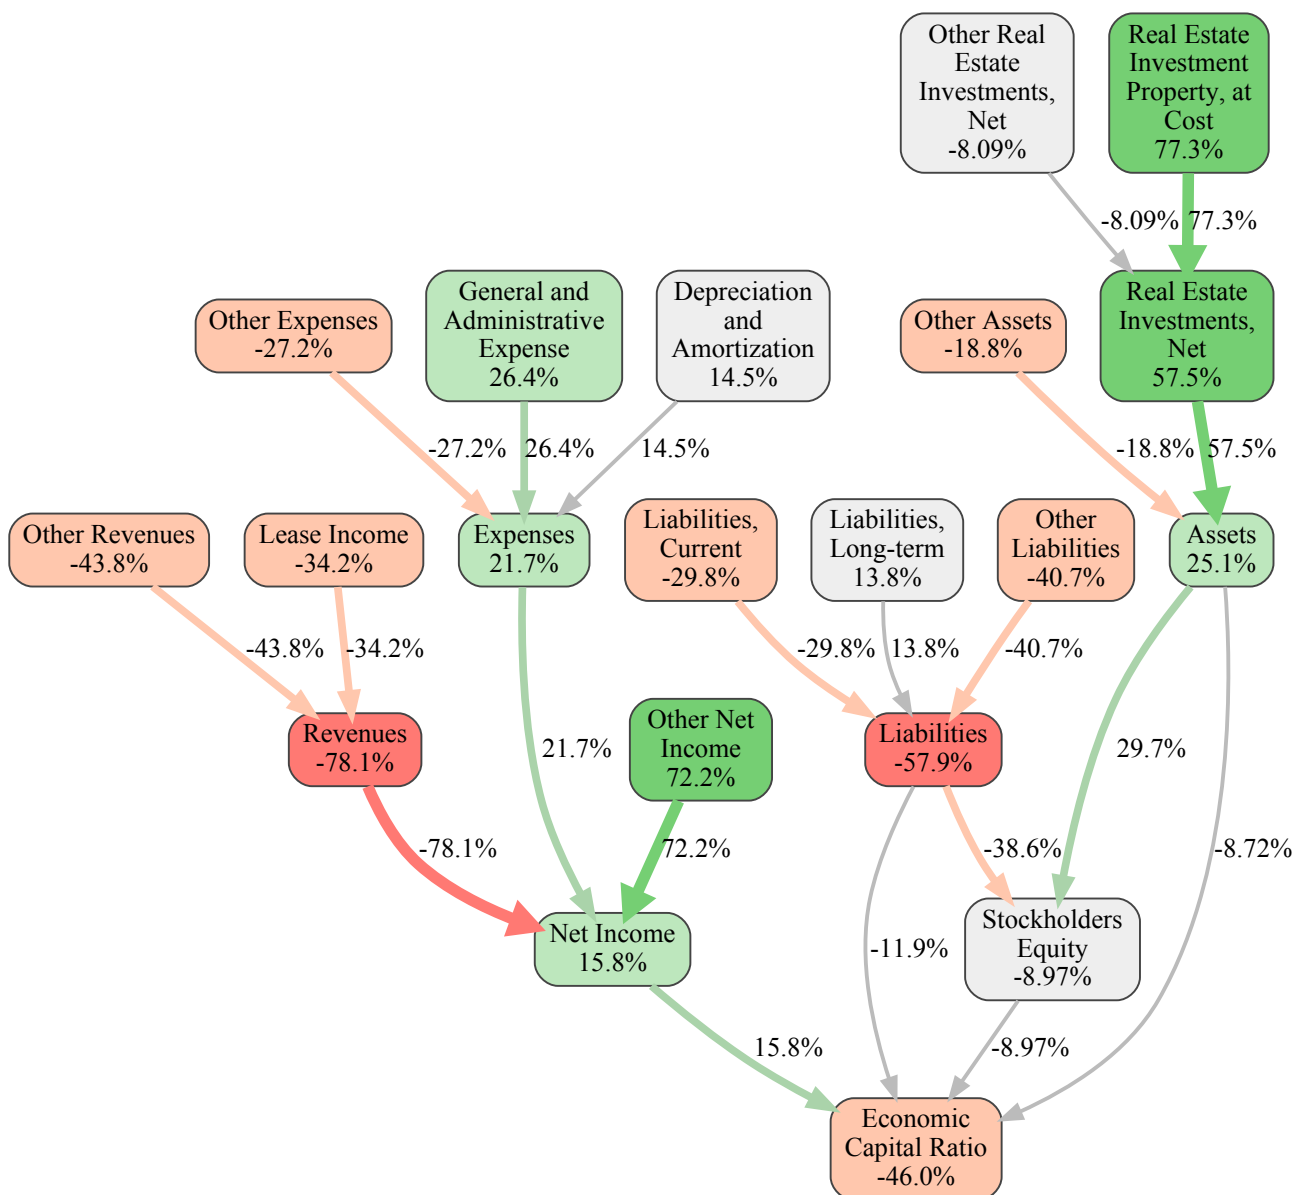 Other Real
Estate
Investments,
Net
-8.09%
Real Estate
Investment
Property, at
Cost
77.3%
-8.09%
77.3%
Other Expenses
-27.2%
General and
Administrative
Expense
26.4%
Depreciation
and
Amortization
14.5%
Other Assets
-18.8%
Real Estate
Investments,
Net
57.5%
-27.2%
26.4%
14.5%
-18.8%
57.5%
Other Revenues
-43.8%
Lease Income
-34.2%
Expenses
21.7%
Liabilities,
Current
-29.8%
Liabilities,
Long-term
13.8%
Other
Liabilities
-40.7%
Assets
25.1%
-43.8%
-34.2%
-29.8%
13.8%
-40.7%
Revenues
-78.1%
21.7%
Other Net
Income
72.2%
Liabilities
-57.9%
29.7%
-78.1%
72.2%
-38.6%
-8.72%
Net Income
15.8%
-11.9%
Stockholders
Equity
-8.97%
15.8%
-8.97%
Economic
Capital Ratio
-46.0%